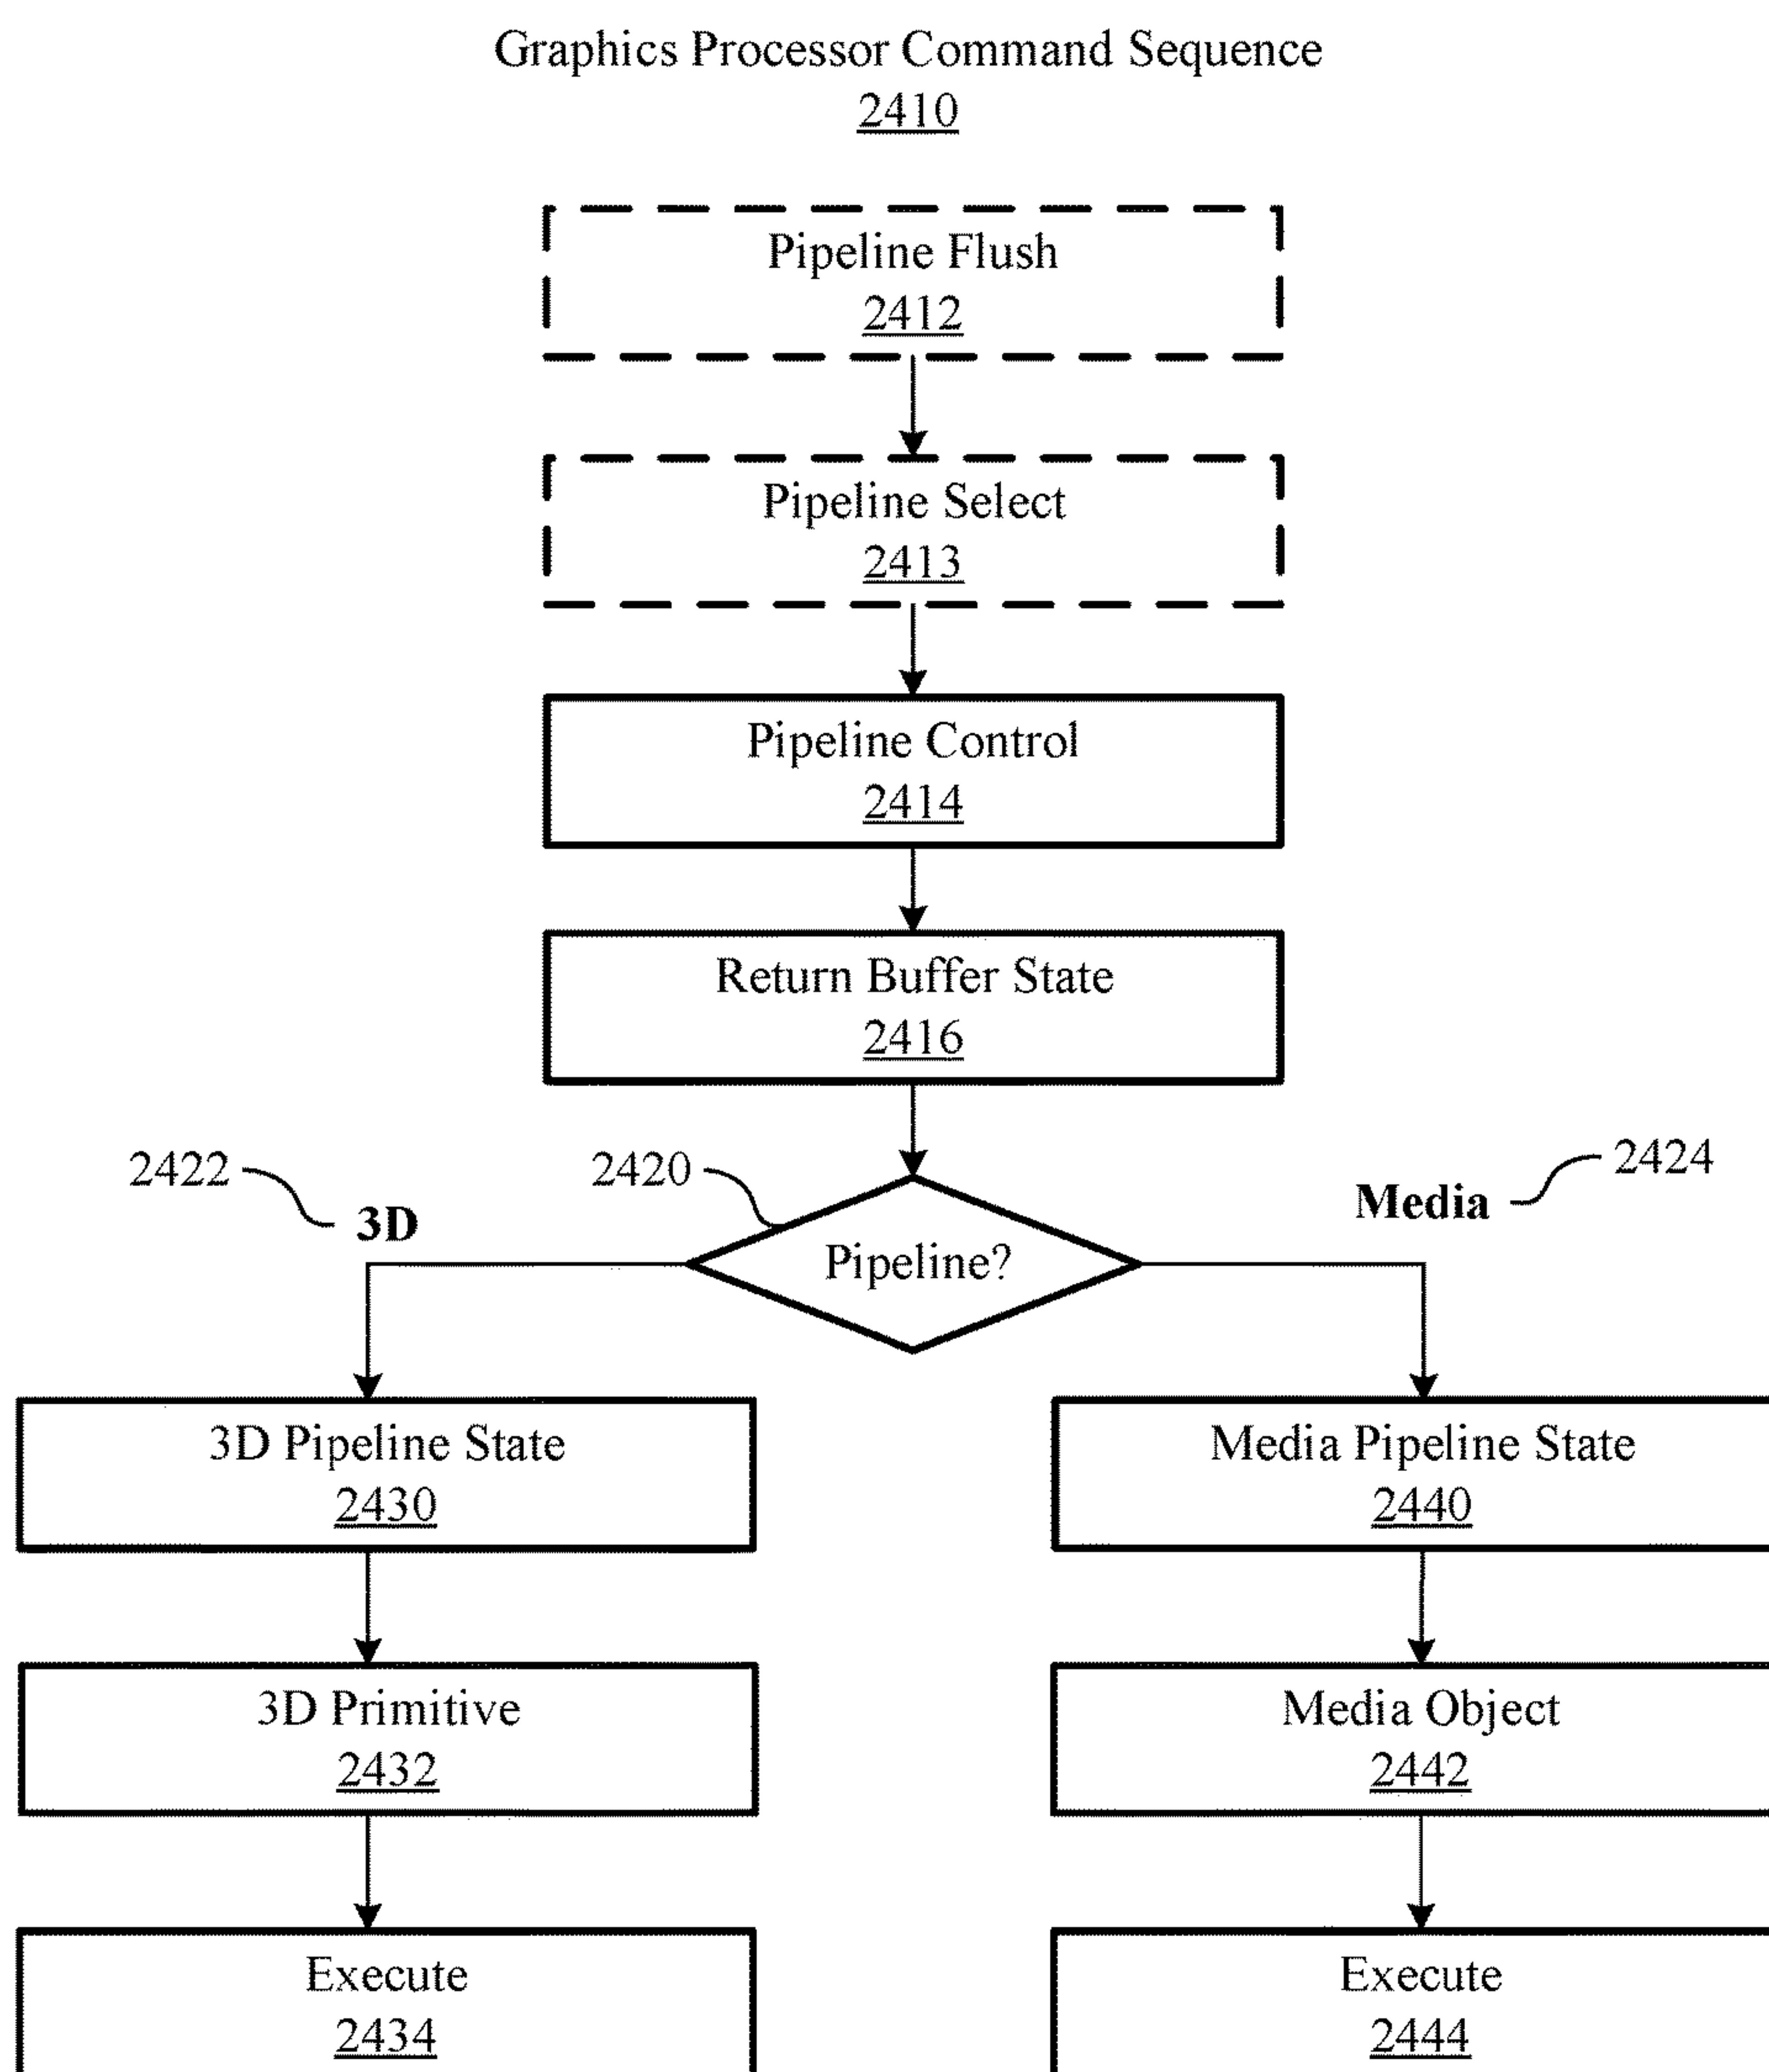 Graphics Processor Command Sequence
2410
Pipeline Flush
2412
Pipeline Select
2413
Pipeline Control
2414
Return Buffer State
2416
2422
3D
2420
Pipeline?
2424
Media
3D Pipeline State
2430
3D Primitive
2432
Execute
2434
Media Pipeline State
2440
Media Object
2442
Execute
2444